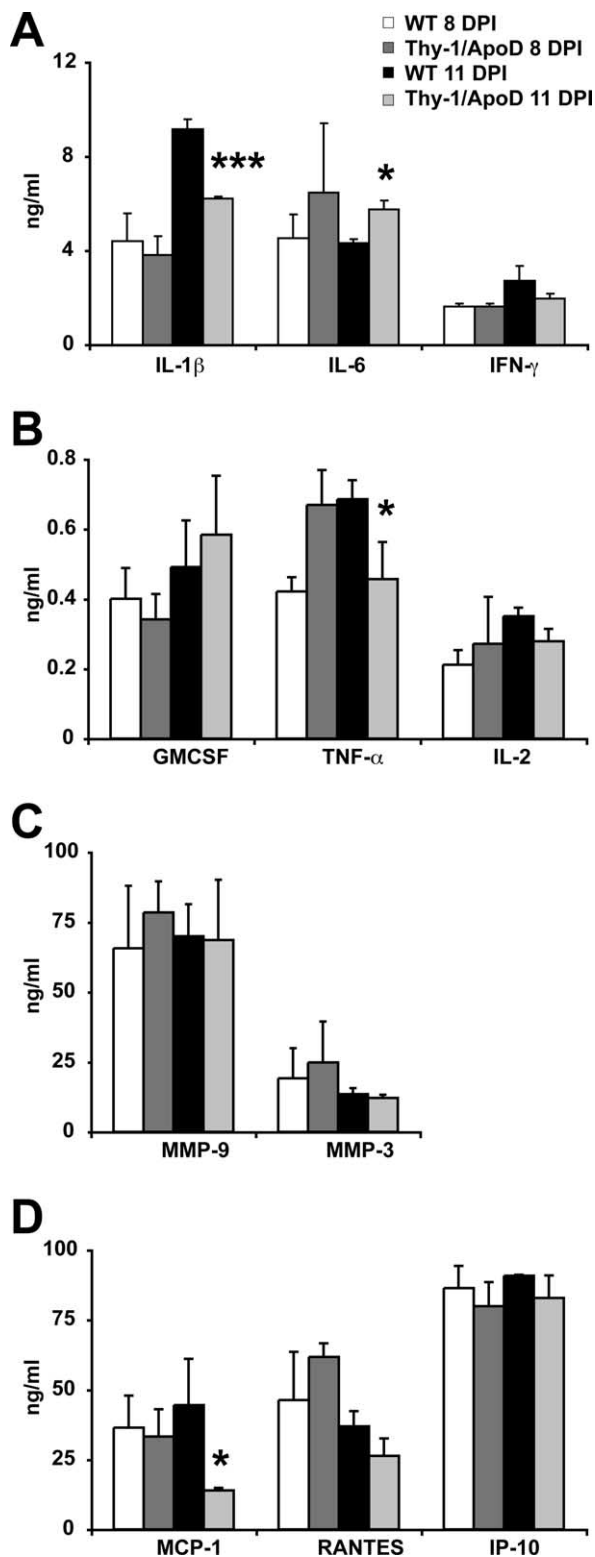 A
WT 8 DPI
Thy-1/ApoD 8 DPI
WT 11 DPI
Thy-1/ApoD 11 DPI
12
8
4
0
ng/ml
***
*
IL-1β IL-6 IFN-γ
B
0.8
0.6
0.4
0.2
0
ng/ml
*
GMCSF TNF-α IL-2
C
100
75
50
25
0
ng/ml
MMP-9 MMP-3
D
100
75
50
25
0
ng/ml
*
MCP-1 RANTES IP-10